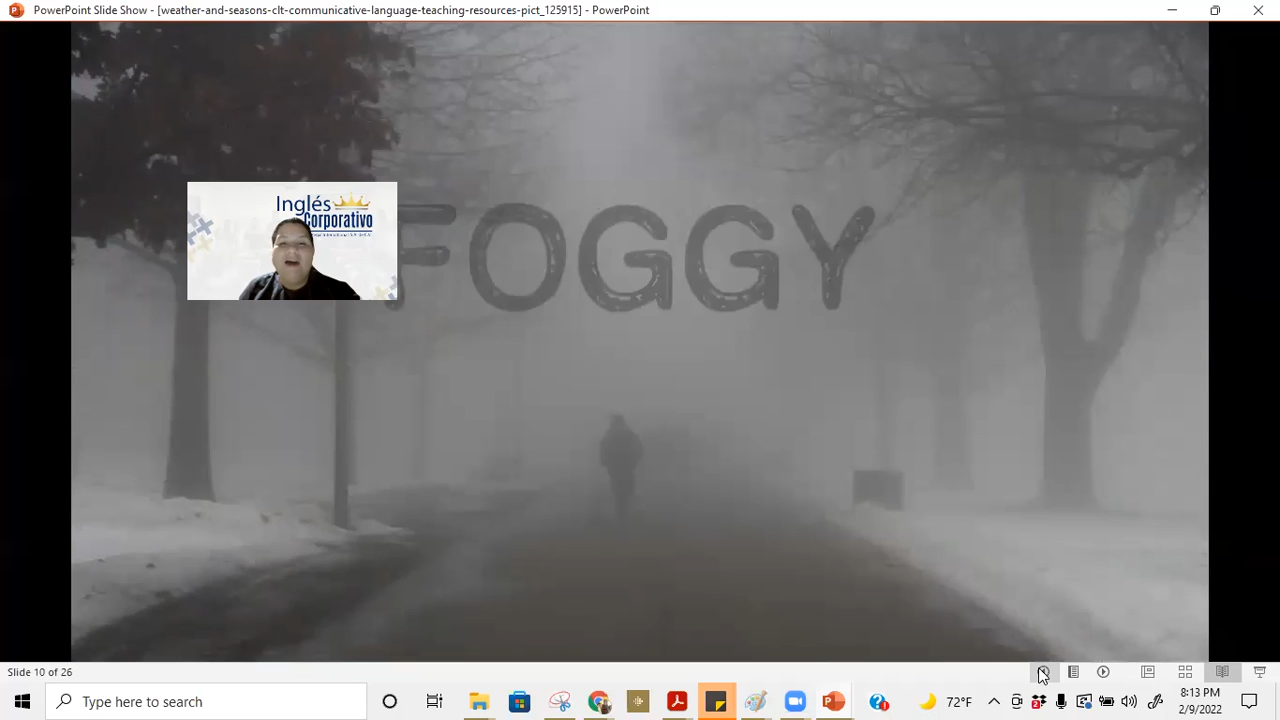 PowerPoint Slide Show - [weather-and-seasons-clt-communicative-language-teaching-resources-pict_125915] - PowerPoint
Inglés
Corporativo
FOGGY
Slide 10 of 26
Type here to search
72°F
8:13 PM
2/9/2022